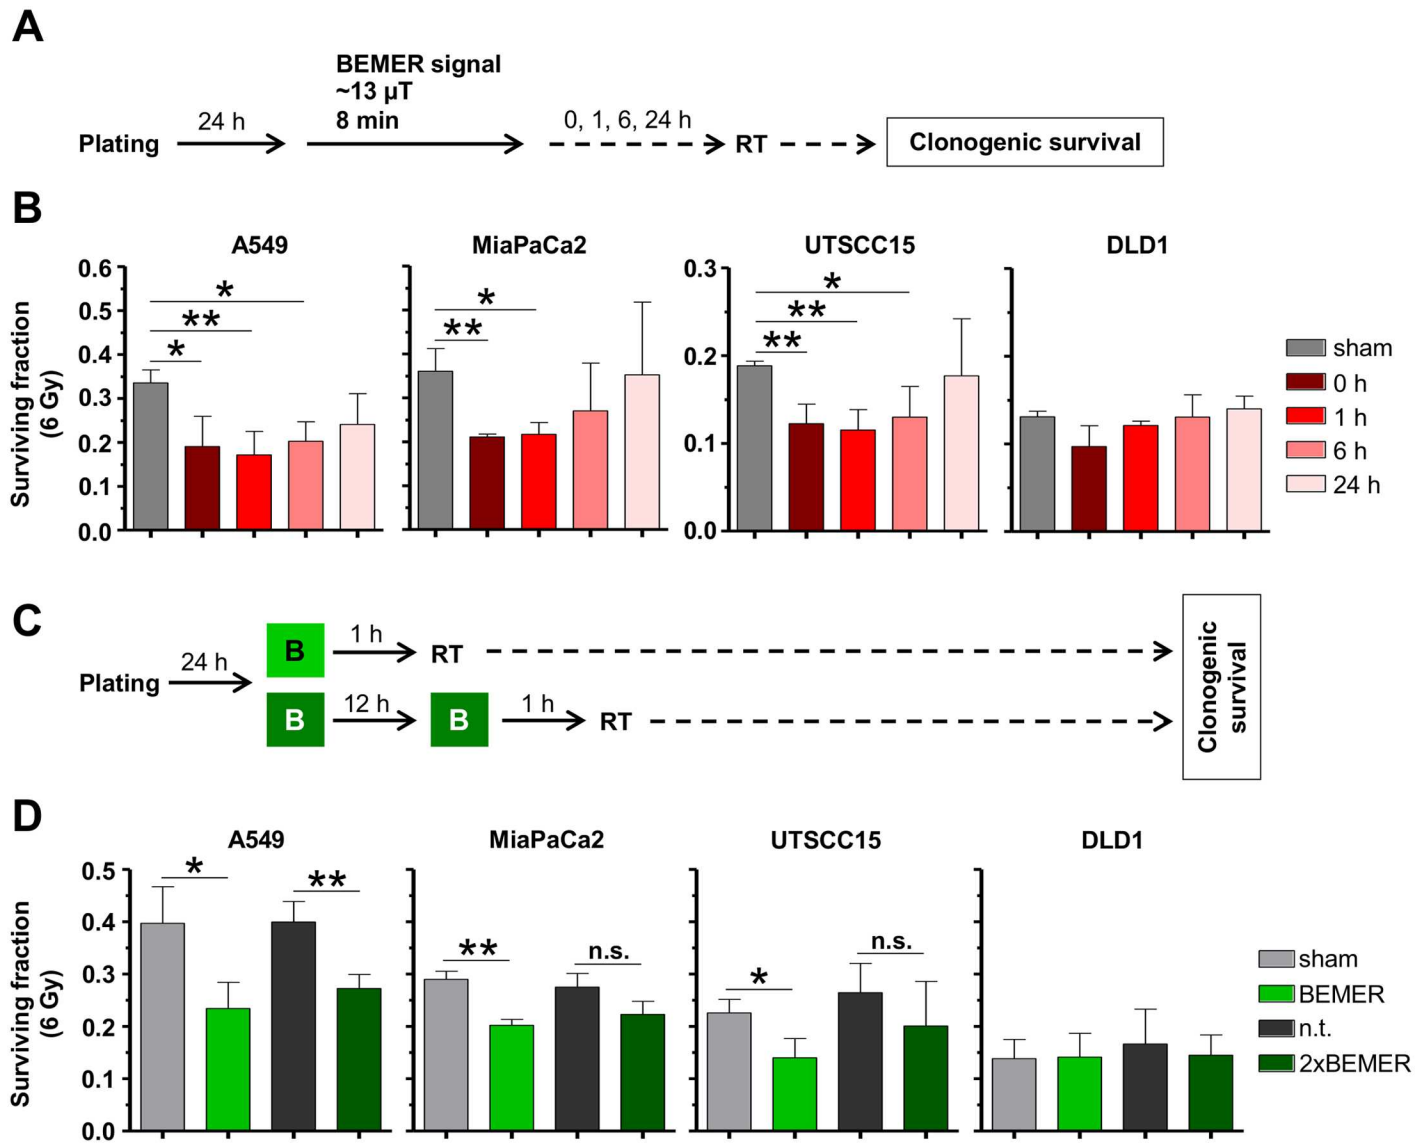 A
BEMER signal
~13 µT
8 min
Plating
24 h
0, 1, 6, 24 h
RT
Clonogenic survival
B
A549
MiaPaCa2
UTSCC15
DLD1
Surviving fraction
(6 Gy)
0.6
0.5
0.4
0.3
0.2
0.1
0.0
*
**
*
*
**
0.3
0.2
0.1
0.0
*
**
**
sham
0 h
1 h
6 h
24 h
C
Plating
24 h
B
1 h
RT
B
12 h
B
1 h
RT
Clonogenic
survival
D
A549
MiaPaCa2
UTSCC15
DLD1
Surviving fraction
(6 Gy)
0.5
0.4
0.3
0.2
0.1
0.0
*
**
**
n.s.
*
n.s.
sham
BEMER
n.t.
2xBEMER